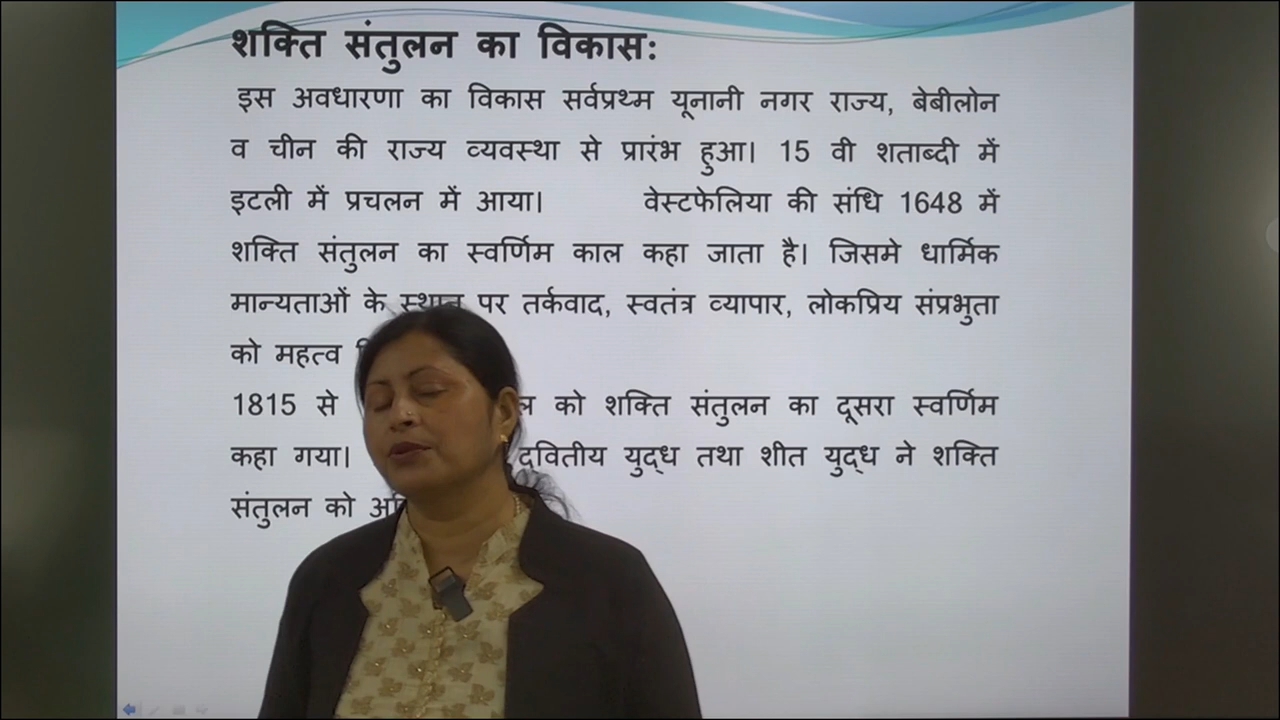 शक्ति संतुलन का विकास:
इस अवधारणा का विकास सर्वप्रथ्म यूनानी नगर राज्य, बेबीलोन
व चीन की राज्य व्यवस्था से प्रारंभ हुआ। 15 वी शताब्दी में
इटली में प्रचलन में आया। वेस्टफेलिया की संधि 1648 में
शक्ति संतुलन का स्वर्णिम काल कहा जाता है। जिसमे धार्मिक
मान्यताओं के स्थान पर तर्कवाद, स्वतंत्र व्यापार, लोकप्रिय संप्रभुता
को महत्व
1815 से को शक्ति संतुलन का दूसरा स्वर्णिम
कहा गया। दवितीय युद्ध तथा शीत युद्ध ने शक्ति
संतुलन को